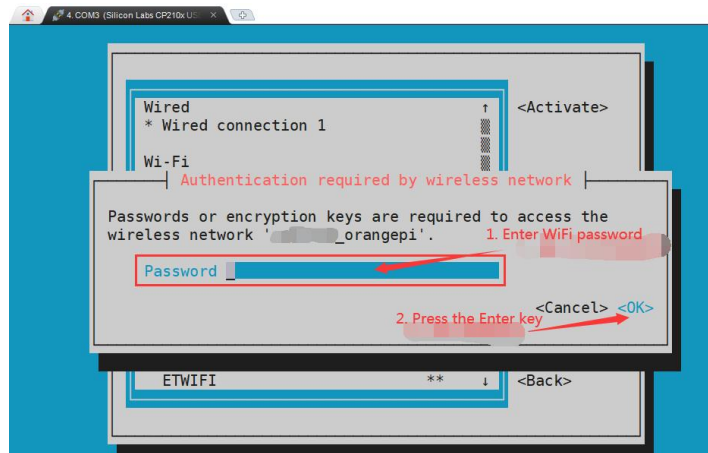 4. COM3 (Silicon Labs CP210x U
Wired ↑ <Activate>
* Wired connection 1
Wi-Fi
Authentication required by wireless network
Passwords or encryption keys are required to access the
wireless network ' _orangepi'.
1. Enter WiFi password
Password _
<Cancel> <OK>
2. Press the Enter key
ETWIFI ** ↓ <Back>